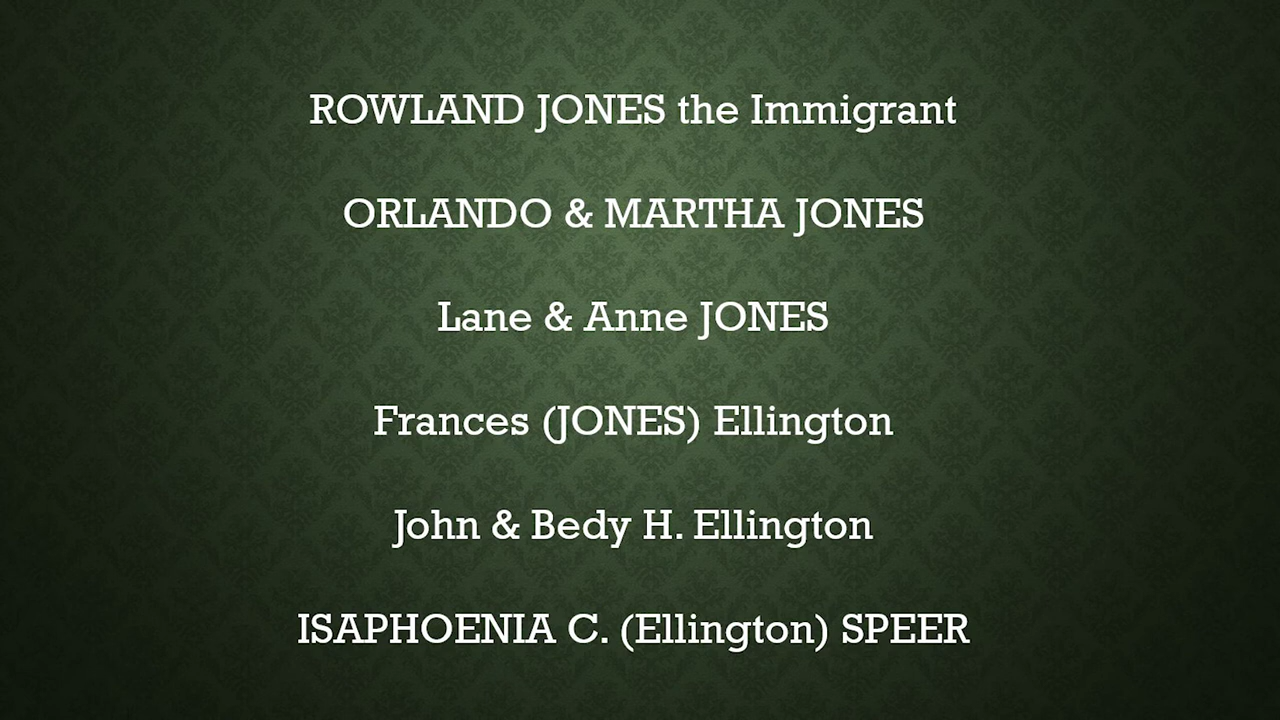 ROWLAND JONES the Immigrant
ORLANDO & MARTHA JONES
Lane & Anne JONES
Frances (JONES) Ellington
John & Bedy H. Ellington
ISAPHOENIA C. (Ellington) SPEER